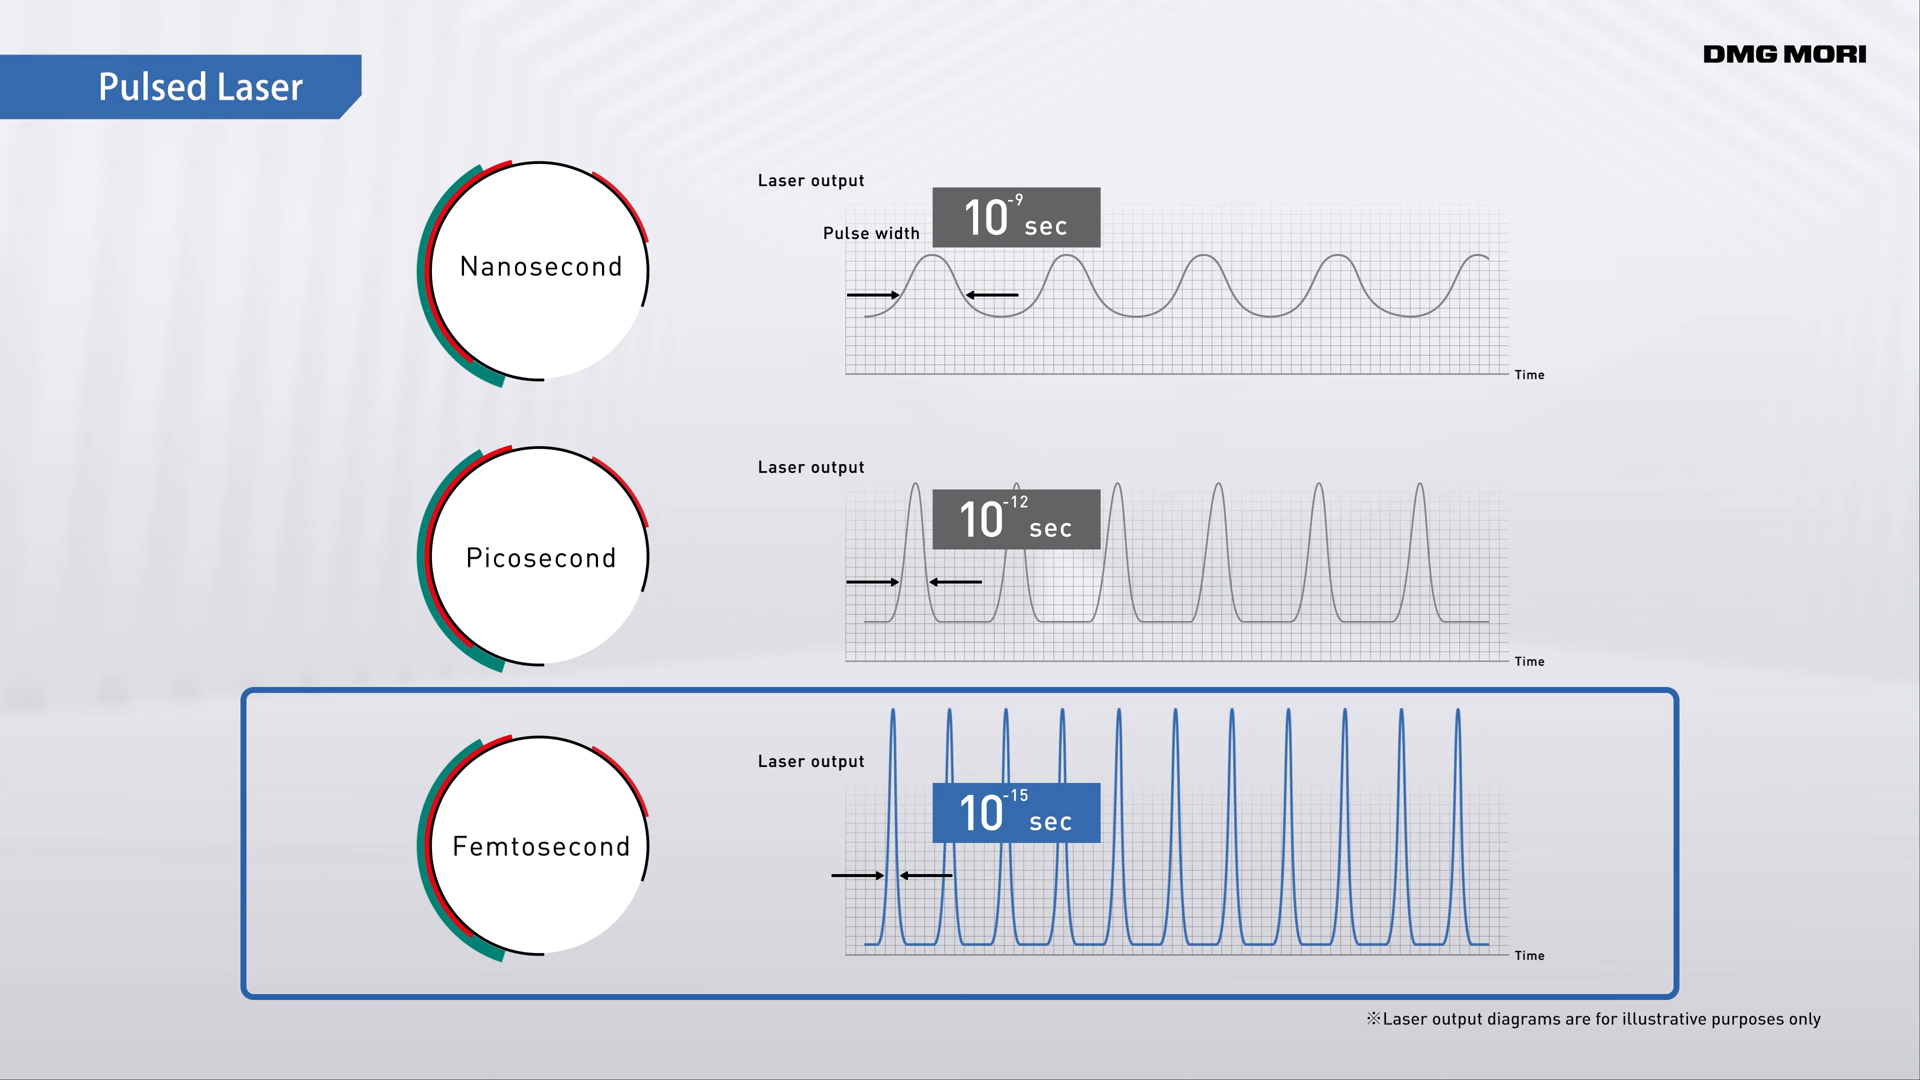 DMG MORI
Pulsed Laser
Nanosecond
Laser output
Pulse width
10⁻⁹ sec
Time
Picosecond
Laser output
10⁻¹² sec
Time
Femtosecond
Laser output
10⁻¹⁵ sec
Time
※Laser output diagrams are for illustrative purposes only